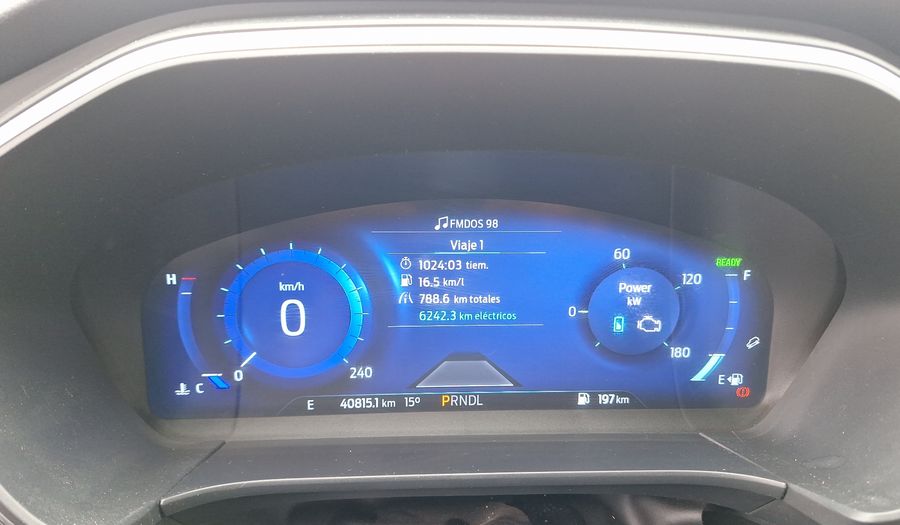 FMDOS 98
Viaje 1
1024:03 tiem.
16.5 km/l
788.6 km totales
6242.3 km eléctricos
H
C
km/h
0
0
240
Power
kW
0
60
120
180
READY
F
E
E
40815.1 km
15º
PRNDL
197 km